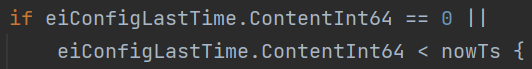 if eiConfigLastTime.ContentInt64 == 0 ||
    eiConfigLastTime.ContentInt64 < nowTs {